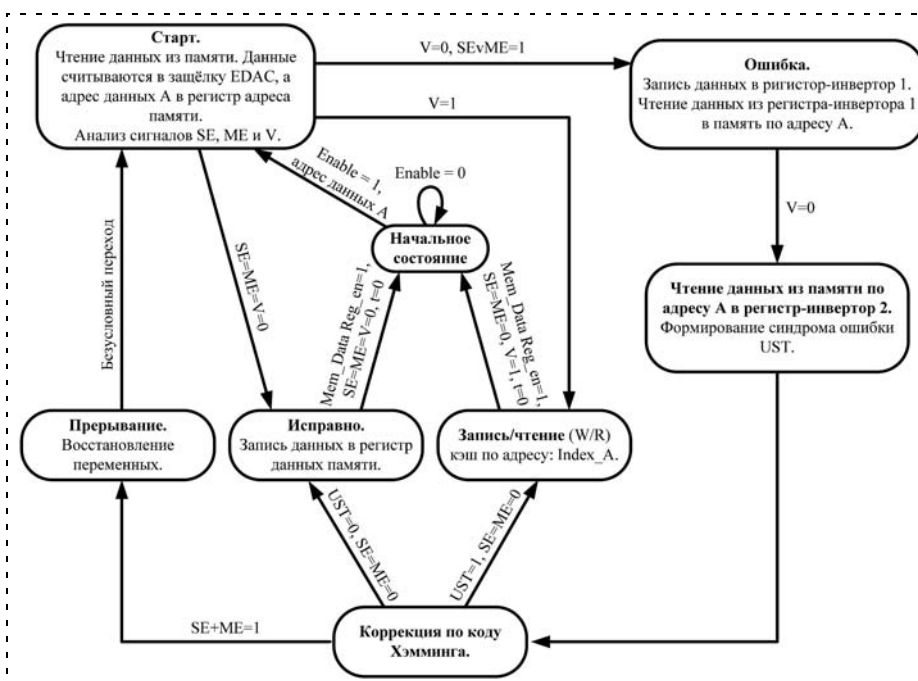 Старт.
Чтение данных из памяти. Данные
считываются в защёлку EDAC, а
адрес данных А в регистр адреса
памяти.
Анализ сигналов SE, ME и V.
V=0, SEvME=1
V=1
Ошибка.
Запись данных в ригистор-инвертор 1.
Чтение данных из регистра-инвертора 1
в память по адресу А.
V=0
Enable = 1,
адрес данных А
Enable = 0
Начальное
состояние
Чтение данных из памяти по
адресу А в регистр-инвертор 2.
Формирование синдрома ошибки
UST.
Безусловный переход
SE=ME=V=0
Mem_Data Reg_en=1,
SE=ME=V=0, t=0
Mem_Data Reg_en=1,
SE=ME=0, V=1, t=0
Прерывание.
Восстановление
переменных.
Исправно.
Запись данных в регистр
данных памяти.
Запись/чтение (W/R)
кэш по адресу: Index_A.
UST=0, SE=ME=0
UST=1, SE=ME=0
SE+ME=1
Коррекция по коду
Хэмминга.